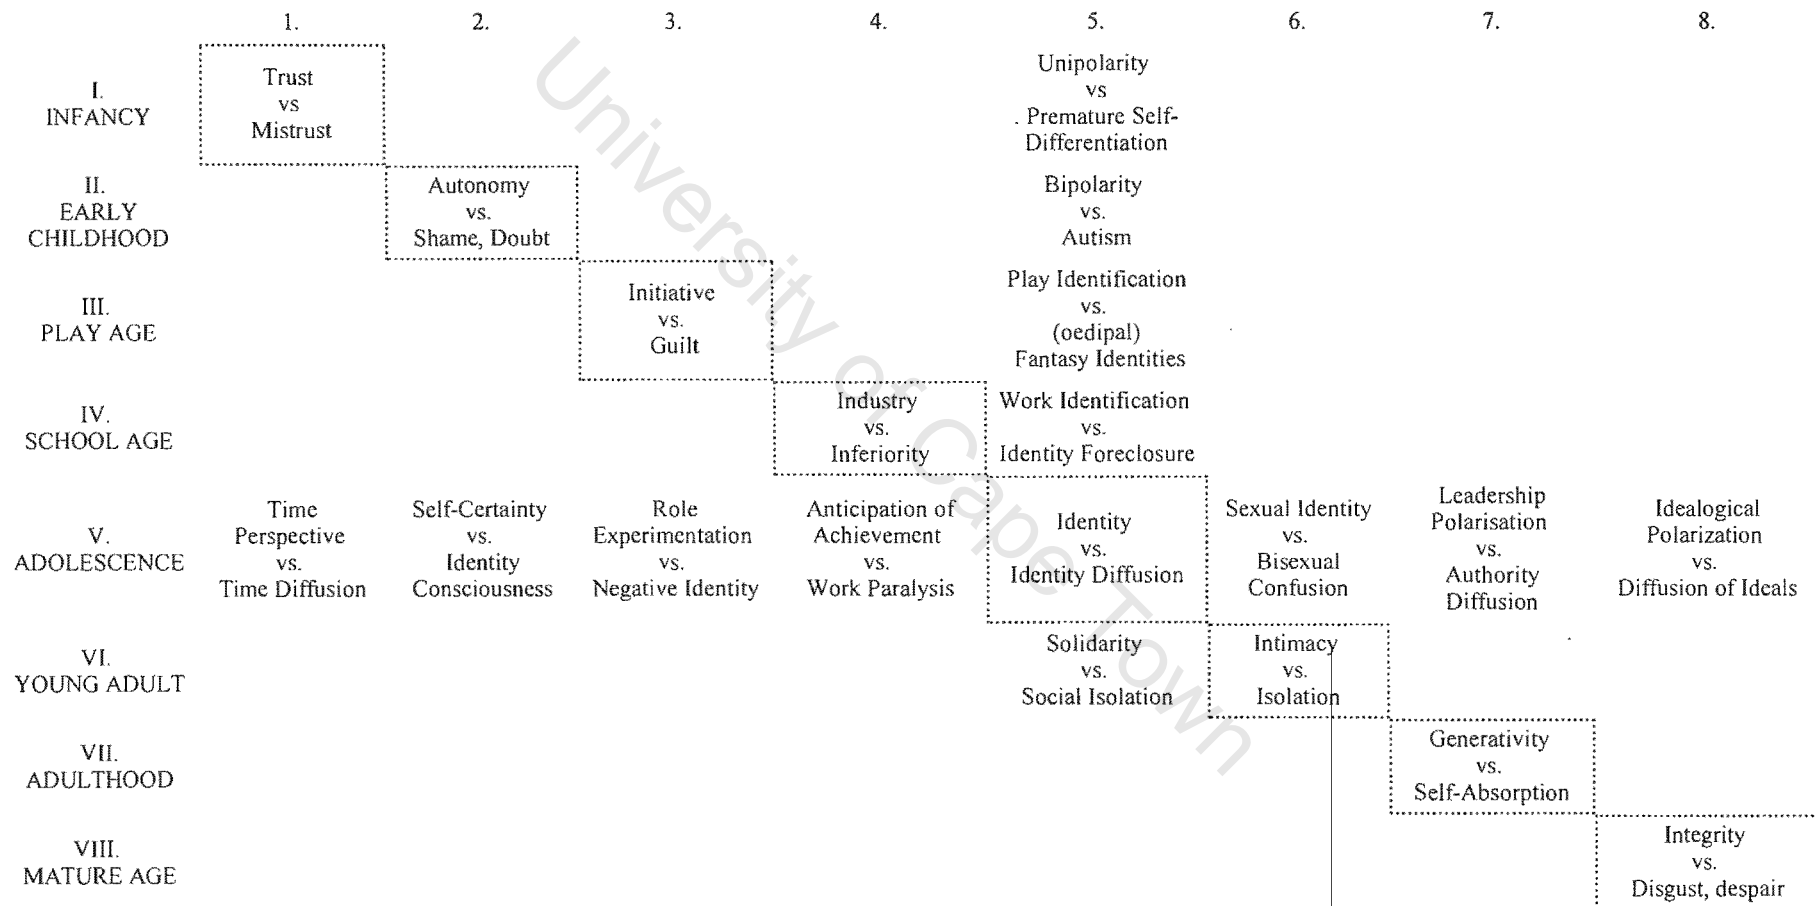 1. 2. 3. 4. 5. 6. 7. 8.
I.
INFANCY
Trust
vs
Mistrust
Unipolarity
vs
. Premature Self-
Differentiation
II.
EARLY
CHILDHOOD
Autonomy
vs.
Shame, Doubt
Bipolarity
vs.
Autism
III.
PLAY AGE
Initiative
vs.
Guilt
Play Identification
vs.
(oedipal)
Fantasy Identities
IV.
SCHOOL AGE
Industry
vs.
Inferiority
Work Identification
vs.
Identity Foreclosure
V.
ADOLESCENCE
Time
Perspective
vs.
Time Diffusion
Self-Certainty
vs.
Identity
Consciousness
Role
Experimentation
vs.
Negative Identity
Anticipation of
Achievement
vs.
Work Paralysis
Identity
vs.
Identity Diffusion
Sexual Identity
vs.
Bisexual
Confusion
Leadership
Polarisation
vs.
Authority
Diffusion
Idealogical
Polarization
vs.
Diffusion of Ideals
VI.
YOUNG ADULT
Solidarity
vs.
Social Isolation
Intimacy
vs.
Isolation
VII.
ADULTHOOD
Generativity
vs.
Self-Absorption
VIII.
MATURE AGE
Integrity
vs.
Disgust, despair
University of Cape Town